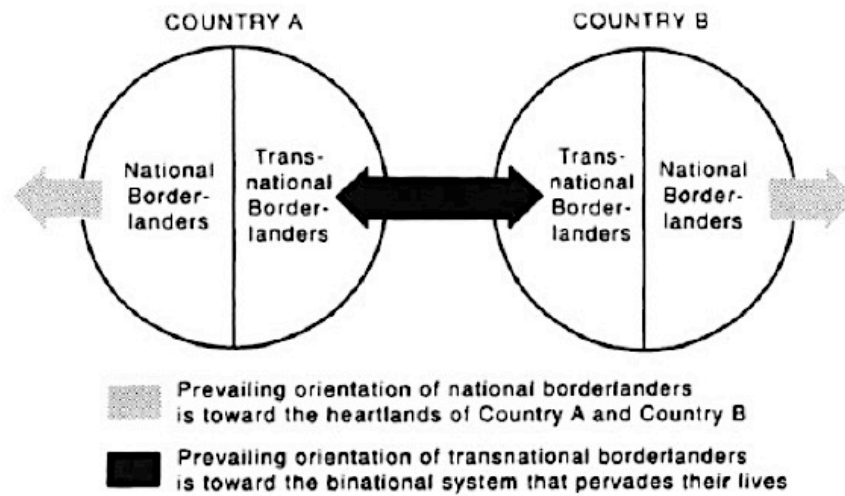 COUNTRY A
COUNTRY B
National
Border-
landers
Trans-
national
Border-
landers
Trans-
national
Border-
landers
National
Border-
landers
Prevailing orientation of national borderlanders
is toward the heartlands of Country A and Country B
Prevailing orientation of transnational borderlanders
is toward the binational system that pervades their lives